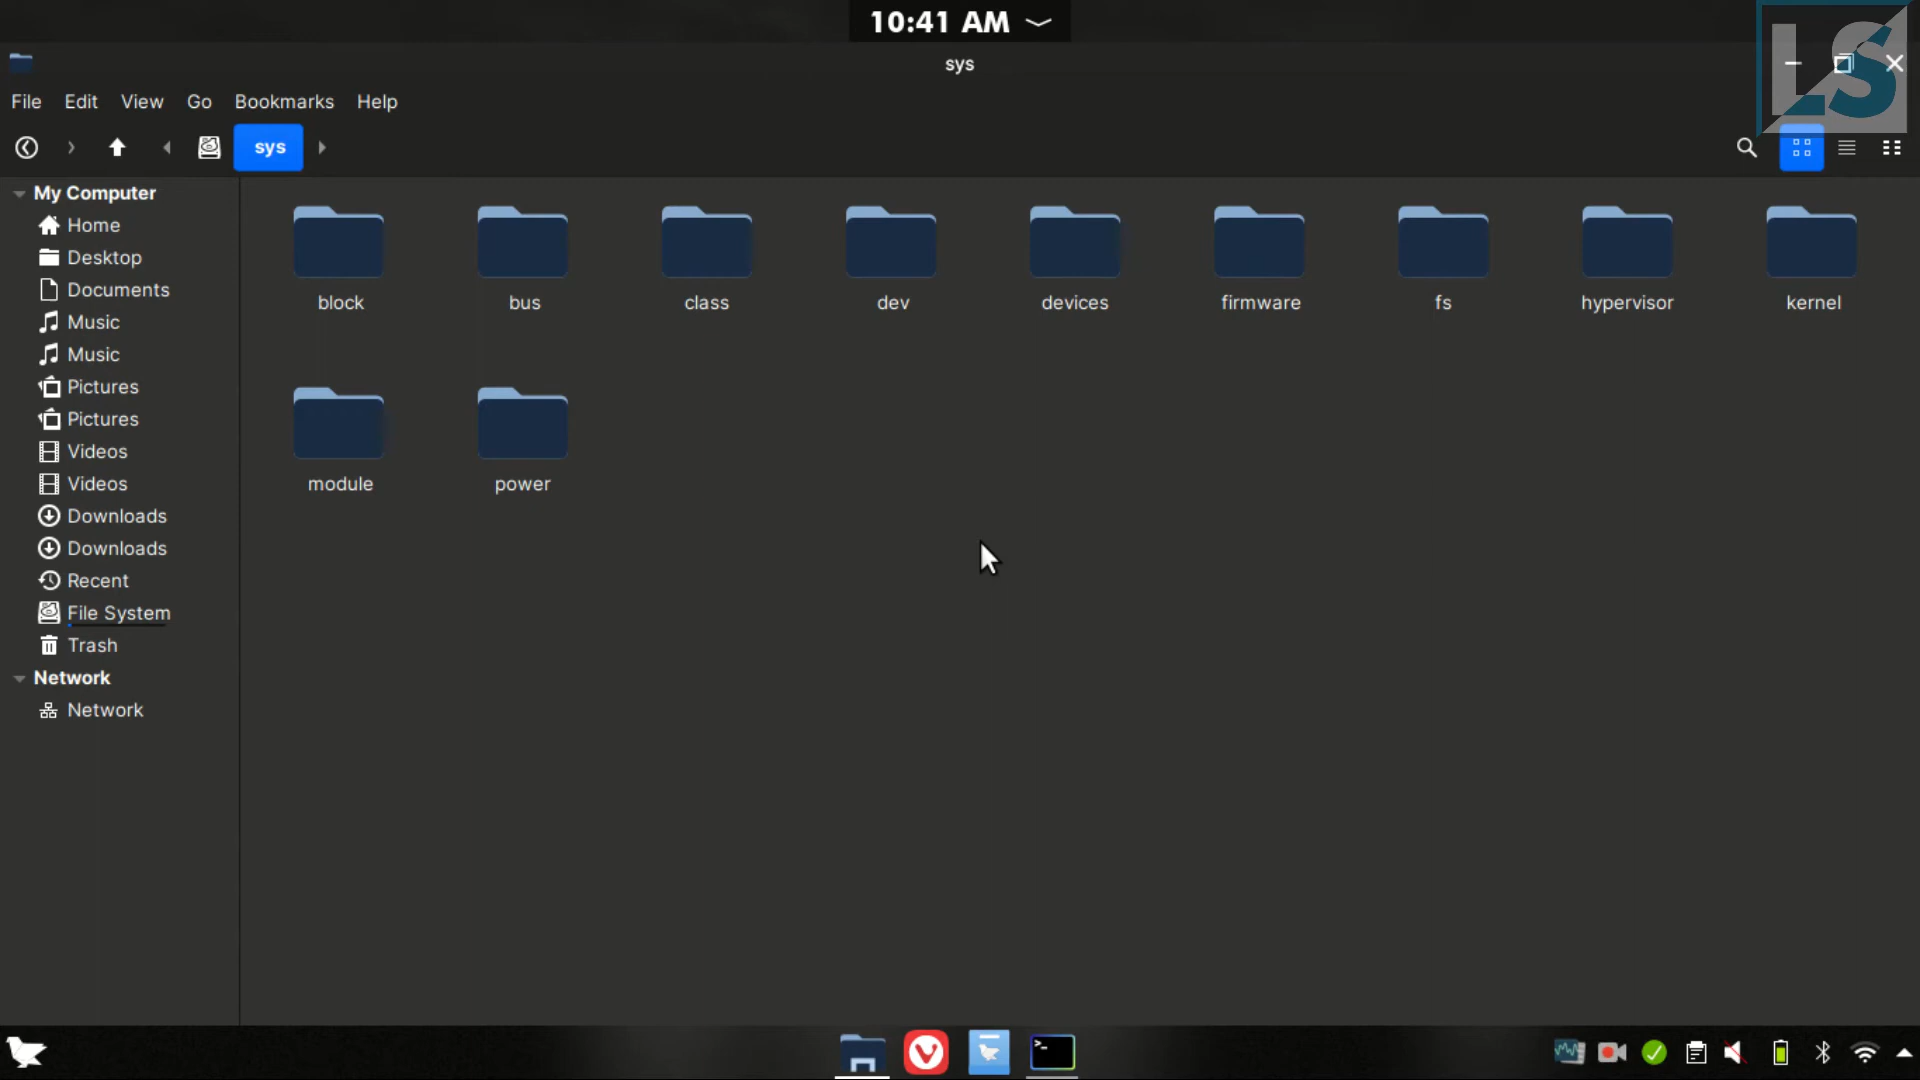 10:41 AM
LS
sys
File Edit View Go Bookmarks Help
sys
My Computer
Home
Desktop
Documents
Music
Music
Pictures
Pictures
Videos
Videos
Downloads
Downloads
Recent
File System
Trash
Network
Network
block bus class dev devices firmware fs hypervisor kernel
module power
>_